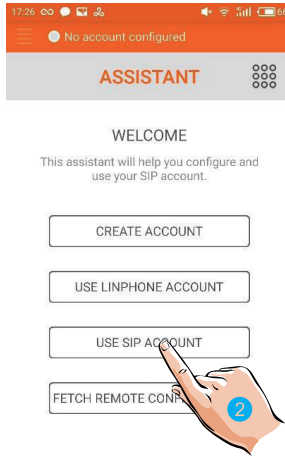 17:26
No account configured
ASSISTANT
WELCOME
This assistant will help you configure and
use your SIP account.
CREATE ACCOUNT
USE LINPHONE ACCOUNT
USE SIP ACCOUNT
FETCH REMOTE
2